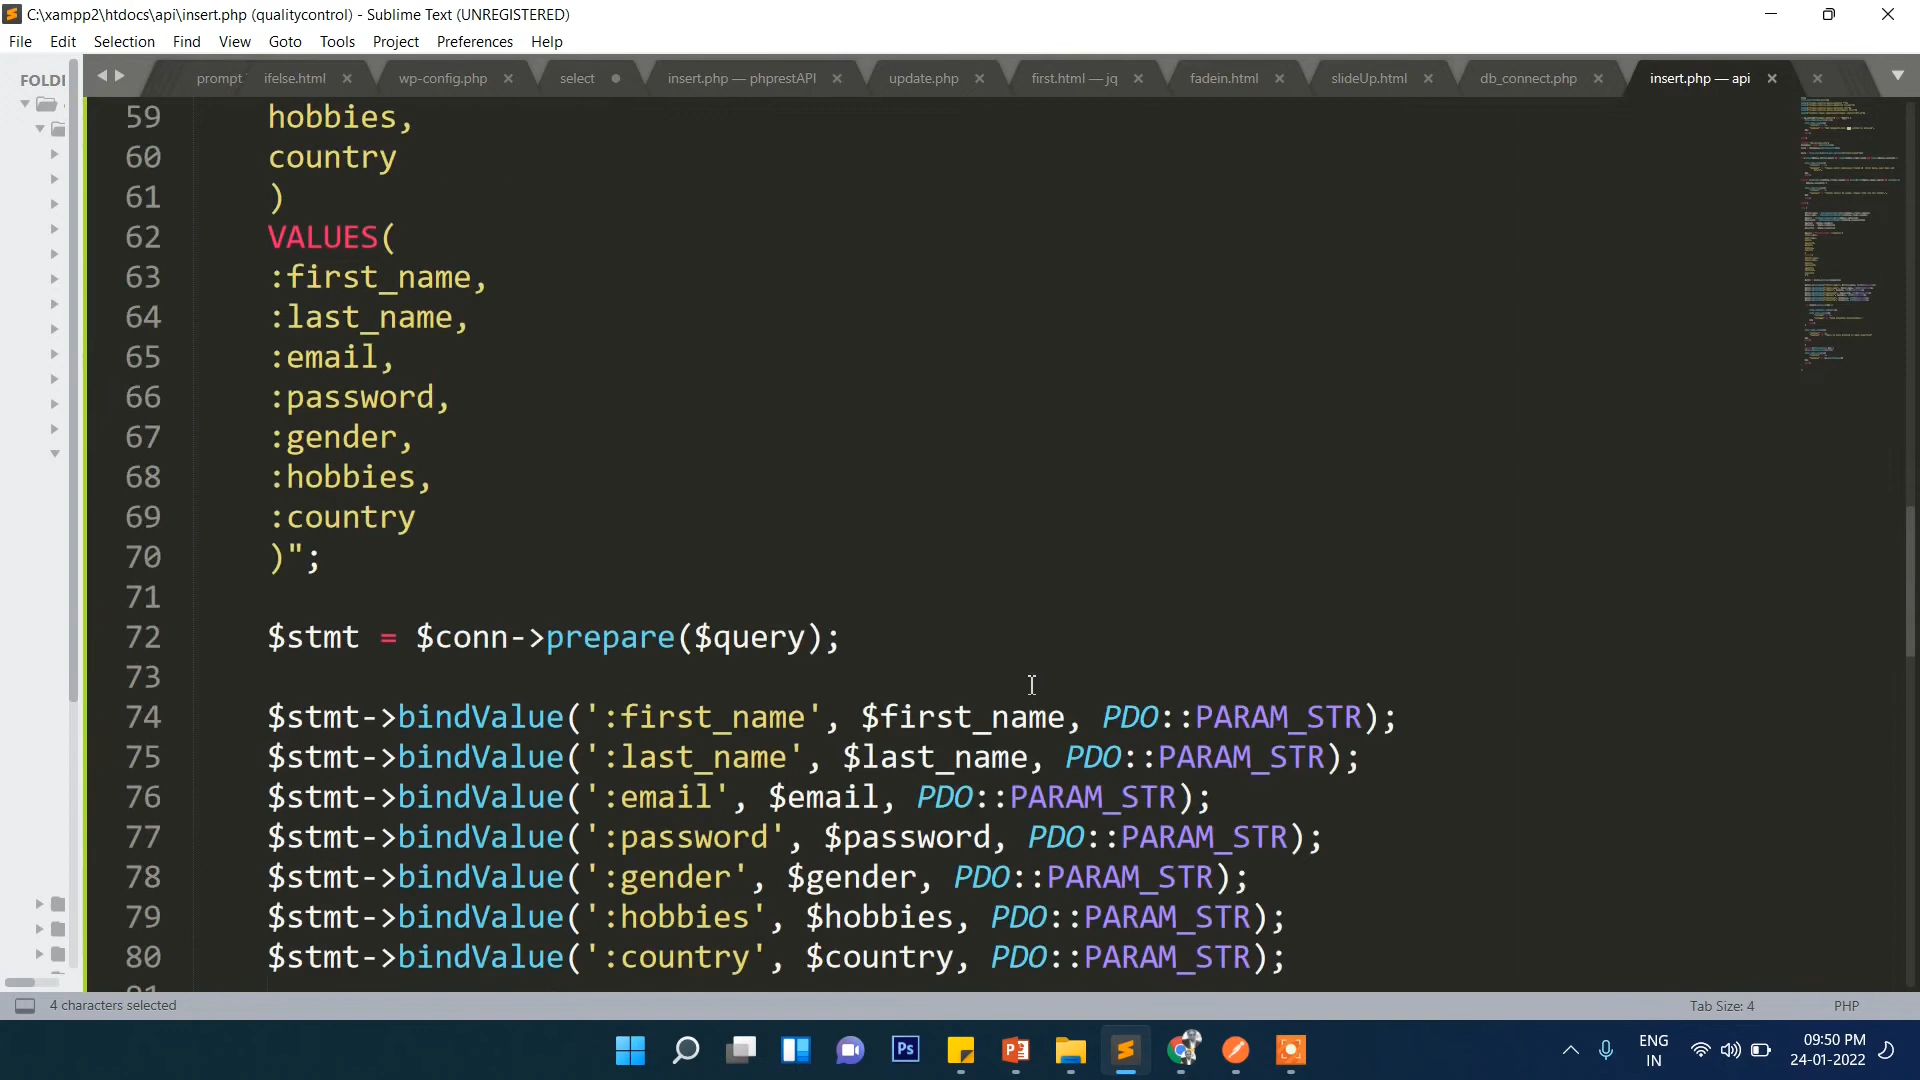 C:\xampp2\htdocs\api\insert.php (qualitycontrol) - Sublime Text (UNREGISTERED)
File Edit Selection Find View Goto Tools Project Preferences Help
FOLDI
prompt ifelse.html wp-config.php select insert.php — phprestAPI update.php first.html — jq fadein.html slideUp.html db_connect.php insert.php — api
59 hobbies,
60 country
61 )
62 VALUES(
63 :first_name,
64 :last_name,
65 :email,
66 :password,
67 :gender,
68 :hobbies,
69 :country
70 )";
71
72 $stmt = $conn->prepare($query);
73
74 $stmt->bindValue(':first_name', $first_name, PDO::PARAM_STR);
75 $stmt->bindValue(':last_name', $last_name, PDO::PARAM_STR);
76 $stmt->bindValue(':email', $email, PDO::PARAM_STR);
77 $stmt->bindValue(':password', $password, PDO::PARAM_STR);
78 $stmt->bindValue(':gender', $gender, PDO::PARAM_STR);
79 $stmt->bindValue(':hobbies', $hobbies, PDO::PARAM_STR);
80 $stmt->bindValue(':country', $country, PDO::PARAM_STR);
81
4 characters selected Tab Size: 4 PHP
Ps
ENG
IN
09:50 PM
24-01-2022